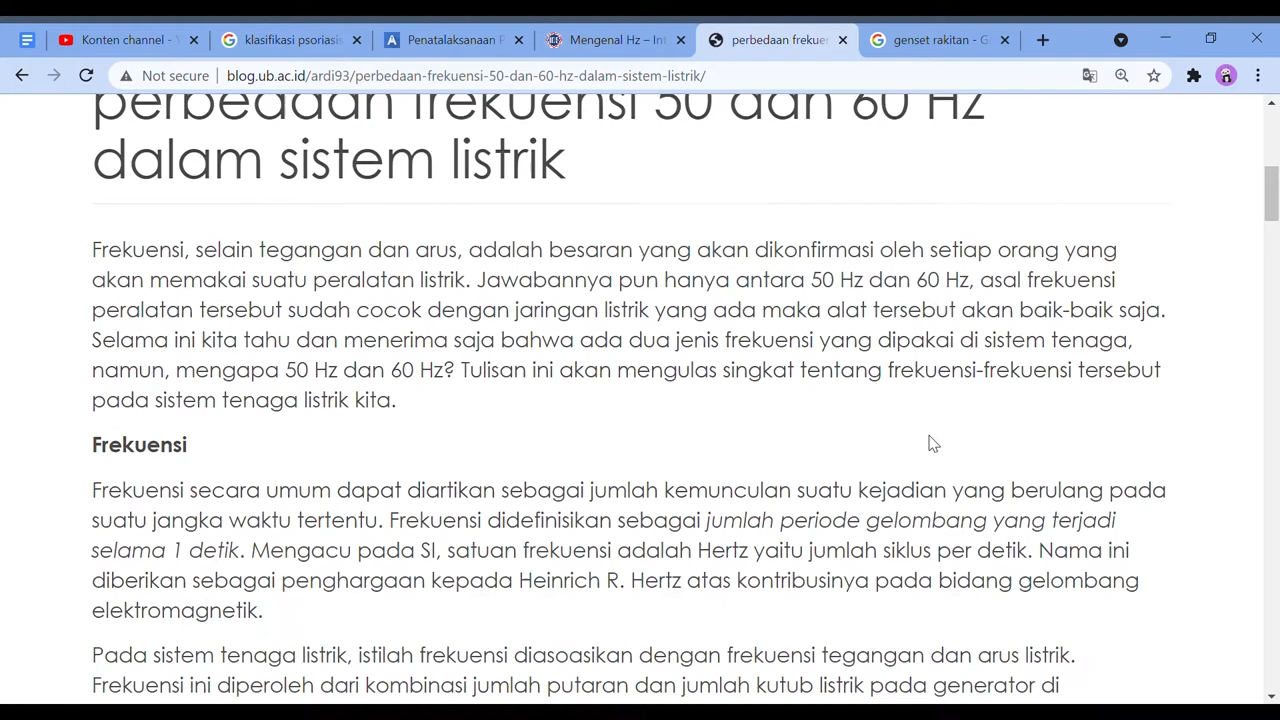 Konten channel - Y
klasifikasi psoriasis
Penatalaksanaan P
Mengenal Hz – Int
perbedaan frekuen
genset rakitan - G
Not secure
blog.ub.ac.id/ardi93/perbedaan-frekuensi-50-dan-60-hz-dalam-sistem-listrik/
perbedaan frekuensi 50 dan 60 Hz
dalam sistem listrik
Frekuensi, selain tegangan dan arus, adalah besaran yang akan dikonfirmasi oleh setiap orang yang
akan memakai suatu peralatan listrik. Jawabannya pun hanya antara 50 Hz dan 60 Hz, asal frekuensi
peralatan tersebut sudah cocok dengan jaringan listrik yang ada maka alat tersebut akan baik-baik saja.
Selama ini kita tahu dan menerima saja bahwa ada dua jenis frekuensi yang dipakai di sistem tenaga,
namun, mengapa 50 Hz dan 60 Hz? Tulisan ini akan mengulas singkat tentang frekuensi-frekuensi tersebut
pada sistem tenaga listrik kita.
Frekuensi
Frekuensi secara umum dapat diartikan sebagai jumlah kemunculan suatu kejadian yang berulang pada
suatu jangka waktu tertentu. Frekuensi didefinisikan sebagai jumlah periode gelombang yang terjadi
selama 1 detik. Mengacu pada SI, satuan frekuensi adalah Hertz yaitu jumlah siklus per detik. Nama ini
diberikan sebagai penghargaan kepada Heinrich R. Hertz atas kontribusinya pada bidang gelombang
elektromagnetik.
Pada sistem tenaga listrik, istilah frekuensi diasoasikan dengan frekuensi tegangan dan arus listrik.
Frekuensi ini diperoleh dari kombinasi jumlah putaran dan jumlah kutub listrik pada generator di